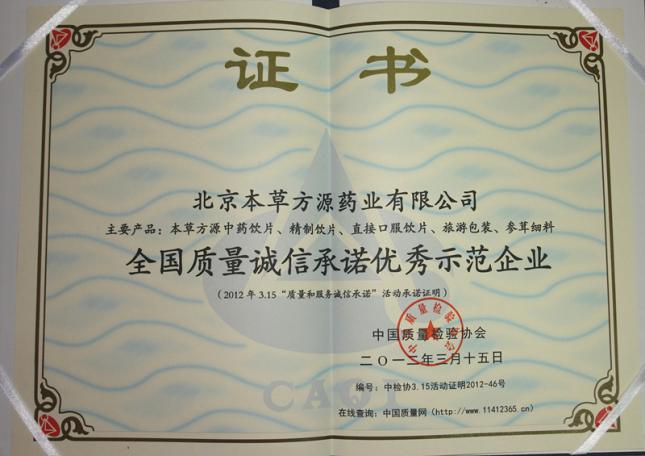 证书
北京本草方源药业有限公司
主要产品：本草方源中药饮片、精制饮片、直接口服饮片、旅游包装、参茸细料
全国质量诚信承诺优秀示范企业
（2012 年 3.15 “质量和服务诚信承诺” 活动承诺证明）
中国质量检验协会
二〇一二年三月十五日
编号：中检协3.15活动证明2012-46号
在线查询：中国质量网（http://www.11412365.cn）
CAQI